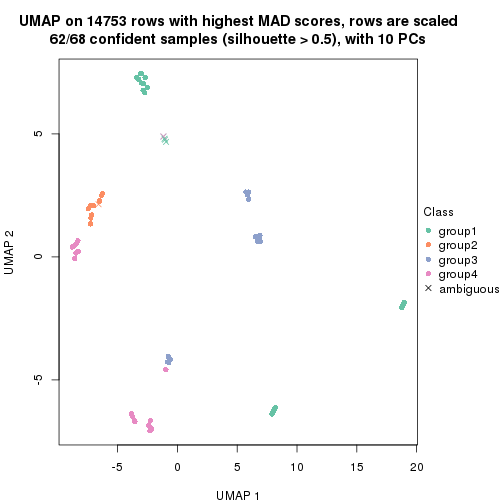 UMAP on 14753 rows with highest MAD scores, rows are scaled
62/68 confident samples (silhouette > 0.5), with 10 PCs
5
0
-5
UMAP 2
-5
0
5
10
15
20
UMAP 1
Class
group1
group2
group3
group4
ambiguous